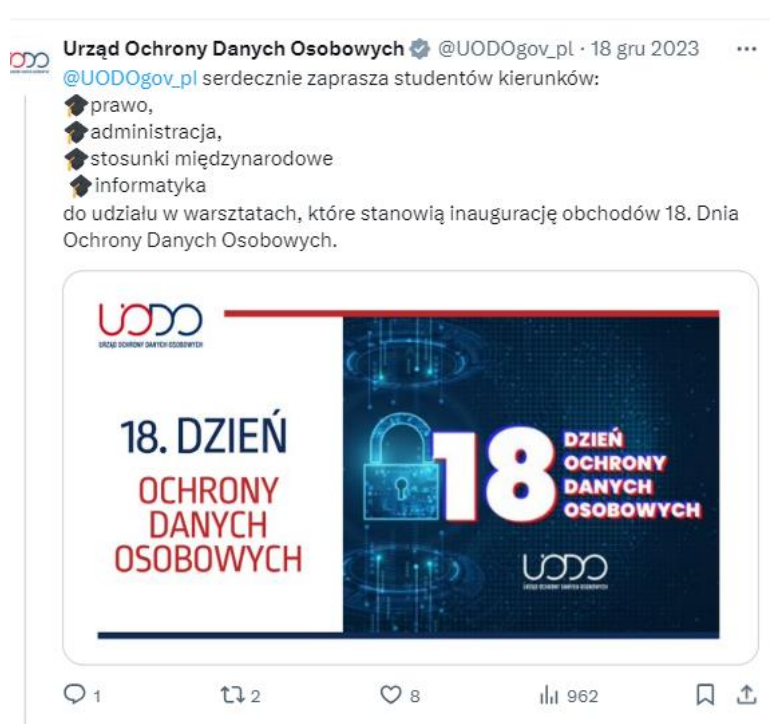 Urząd Ochrony Danych Osobowych @UODOgov_pl · 18 gru 2023 ···
@UODOgov_pl serdecznie zaprasza studentów kierunków:
🎓prawo,
🎓administracja,
🎓stosunki międzynarodowe
🎓informatyka
do udziału w warsztatach, które stanowią inaugurację obchodów 18. Dnia
Ochrony Danych Osobowych.
UODO
URZĄD OCHRONY DANYCH OSOBOWYCH
18. DZIEŃ
OCHRONY
DANYCH
OSOBOWYCH
18
DZIEŃ
OCHRONY
DANYCH
OSOBOWYCH
UODO
URZĄD OCHRONY DANYCH OSOBOWYCH
1 2 8 962